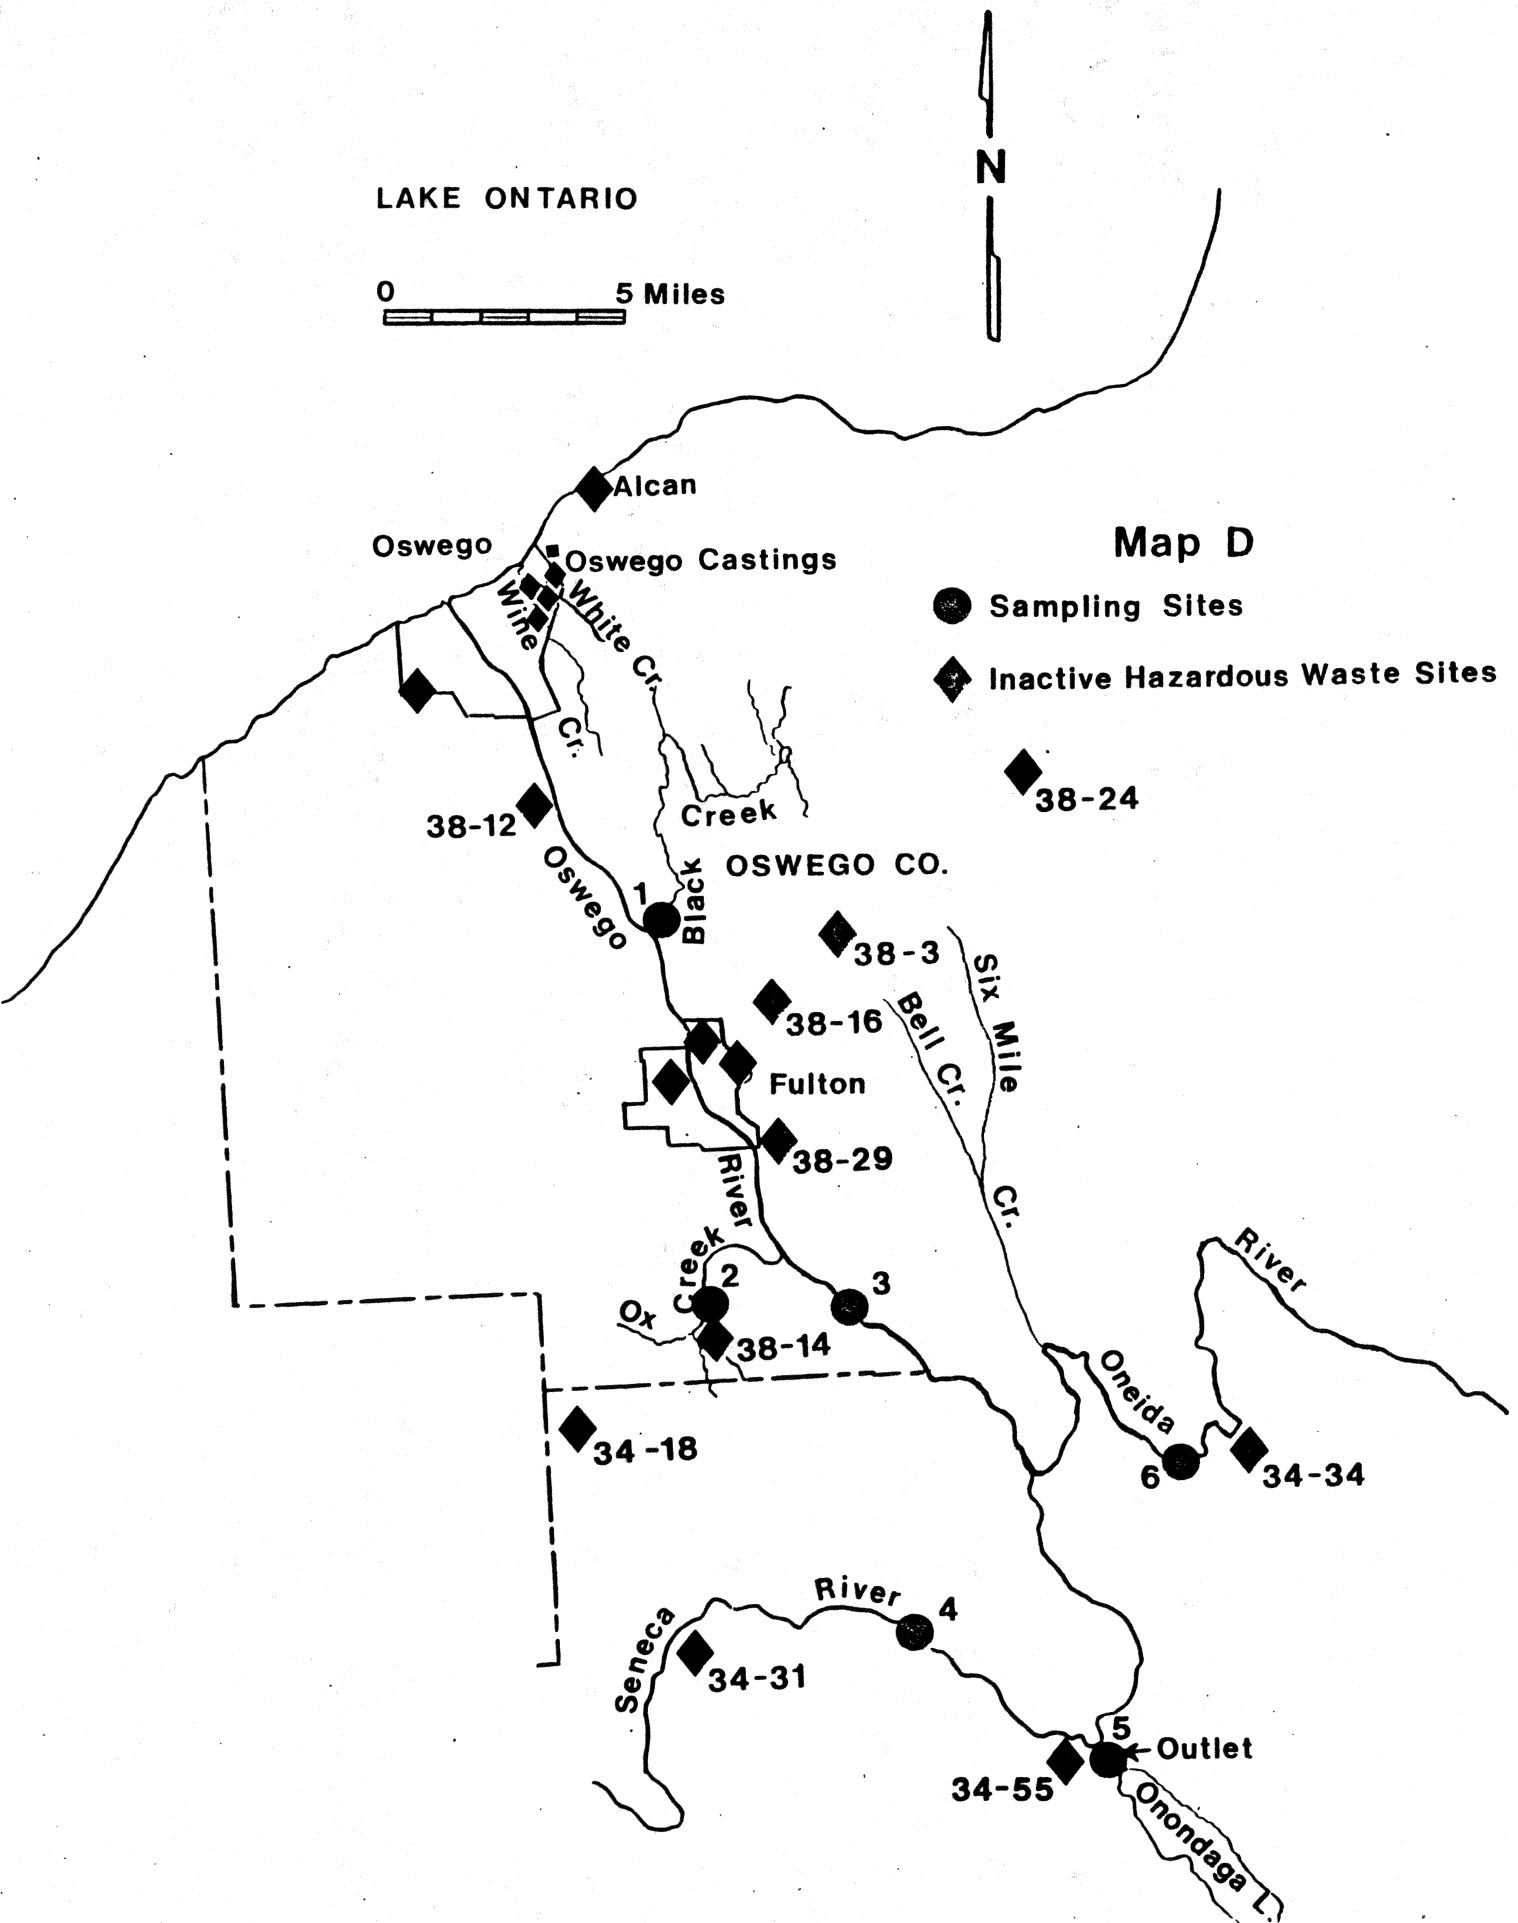 N
LAKE ONTARIO
0 5 Miles
Alcan
Oswego
Oswego Castings
Map D
Sampling Sites
Inactive Hazardous Waste Sites
White Cr.
Wine
Cr.
38-24
38-12
Creek
Black
OSWEGO CO.
Oswego
1
38-3
38-16
Six Mile
Bell Cr.
Fulton
38-29
River
Cr.
River
Creek
2
3
Ox
38-14
Oneida
34-18
6
34-34
River
4
Seneca
34-31
5
Outlet
34-55
Onondaga L.